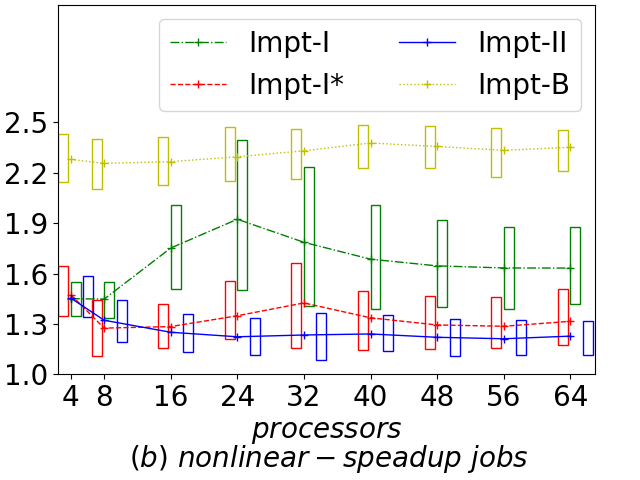 Impt-I Impt-II
Impt-I* Impt-B
2.5
2.2
1.9
1.6
1.3
1.0
4 8 16 24 32 40 48 56 64
processors
(b) nonlinear − speadup jobs